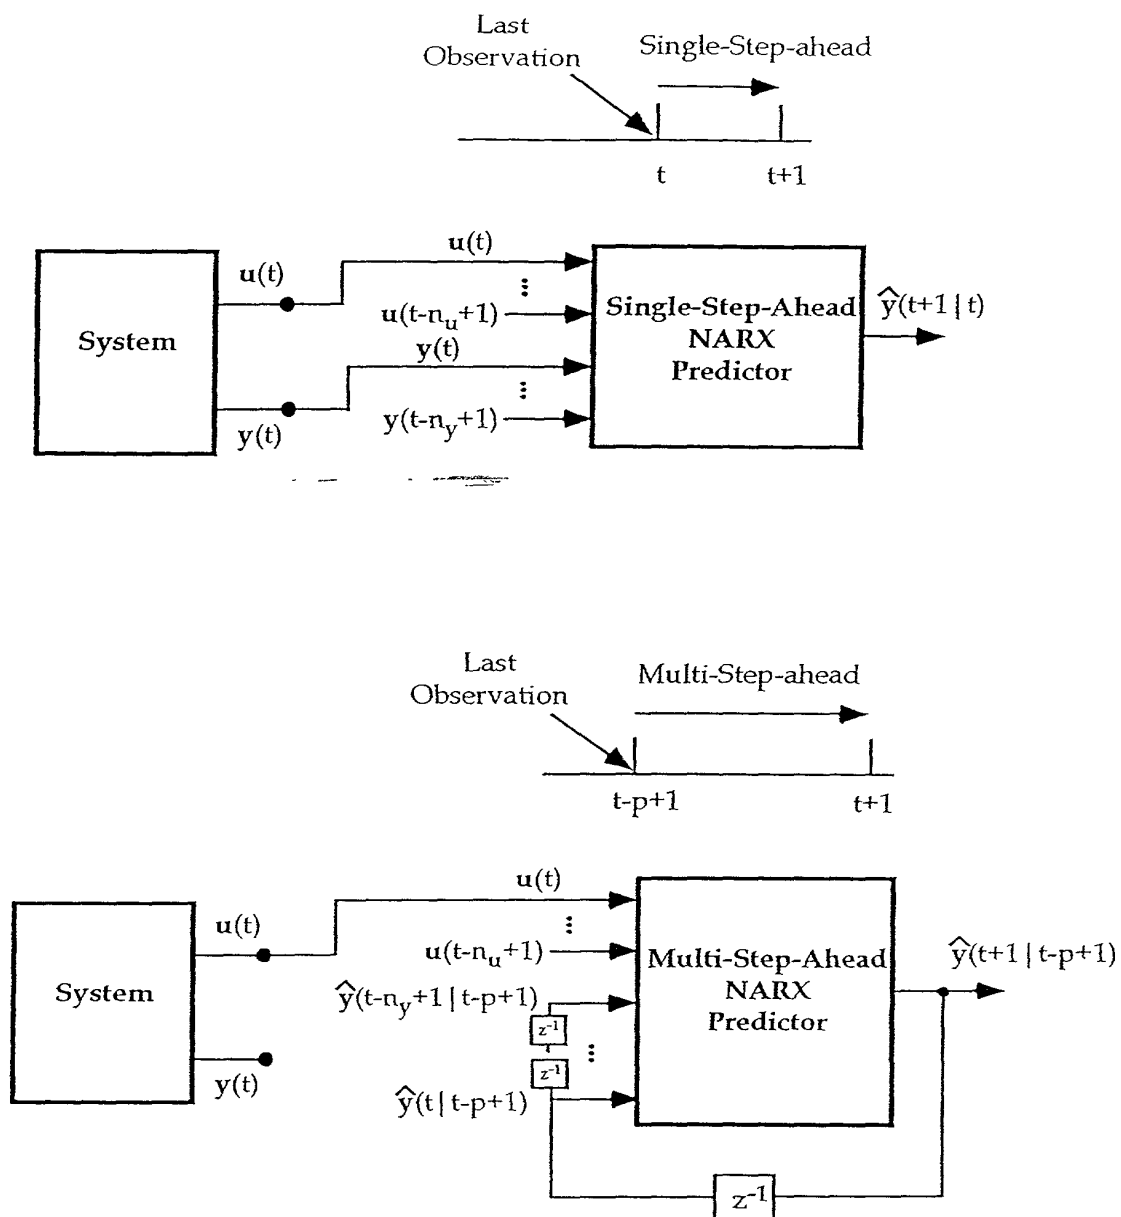 Last
Observation
Single-Step-ahead
t
t+1
System
u(t)
y(t)
u(t)
⋮
u(t-n_u+1)
y(t)
⋮
y(t-n_y+1)
Single-Step-Ahead
NARX
Predictor
ŷ(t+1|t)
Last
Observation
Multi-Step-ahead
t-p+1
t+1
System
u(t)
y(t)
u(t)
⋮
u(t-n_u+1)
ŷ(t-n_y+1|t-p+1)
z⁻¹
z⁻¹
⋮
ŷ(t|t-p+1)
Multi-Step-Ahead
NARX
Predictor
ŷ(t+1|t-p+1)
z⁻¹